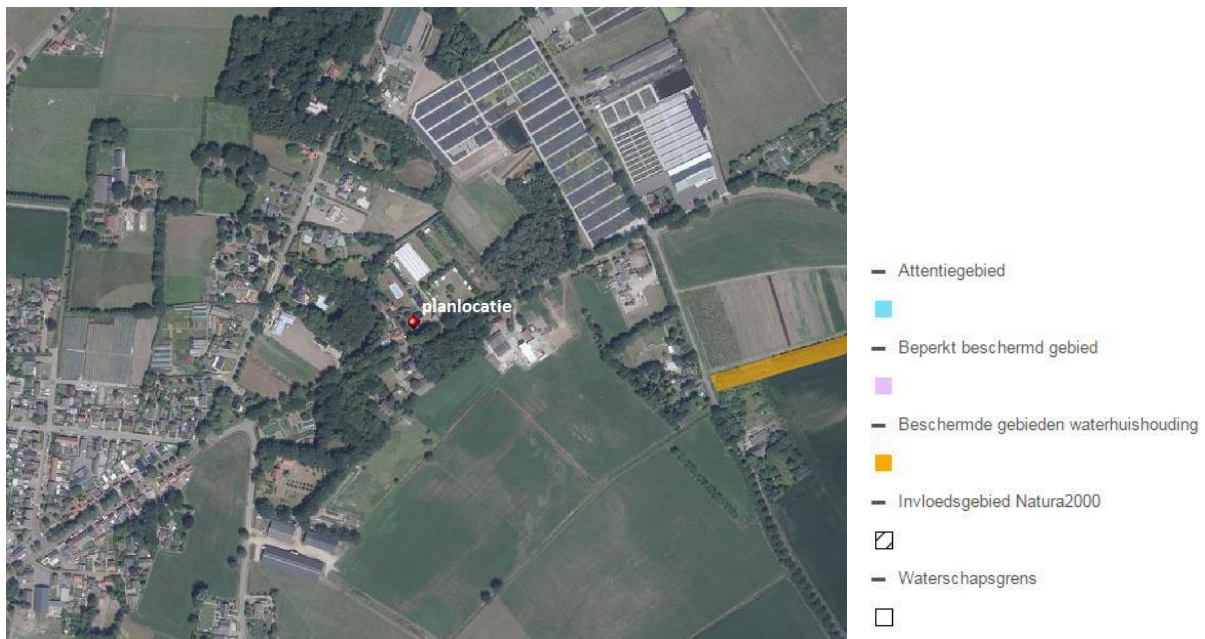 planlocatie
Attentiegebied
Beperkt beschermd gebied
Beschermde gebieden waterhuishouding
Invloedsgebied Natura2000
Waterschapsgrens